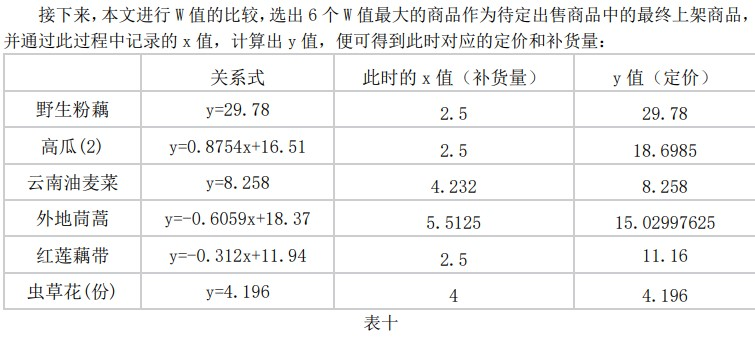 接下来,本文进行 W 值的比较,选出 6 个 W 值最大的商品作为待定出售商品中的最终上架商品,
并通过此过程中记录的 x 值,计算出 y 值,便可得到此时对应的定价和补货量:
关系式 此时的 x 值(补货量) y 值(定价)
野生粉藕 y=29.78 2.5 29.78
高瓜(2) y=0.8754x+16.51 2.5 18.6985
云南油麦菜 y=8.258 4.232 8.258
外地茼蒿 y=-0.6059x+18.37 5.5125 15.02997625
红莲藕带 y=-0.312x+11.94 2.5 11.16
虫草花(份) y=4.196 4 4.196
表十